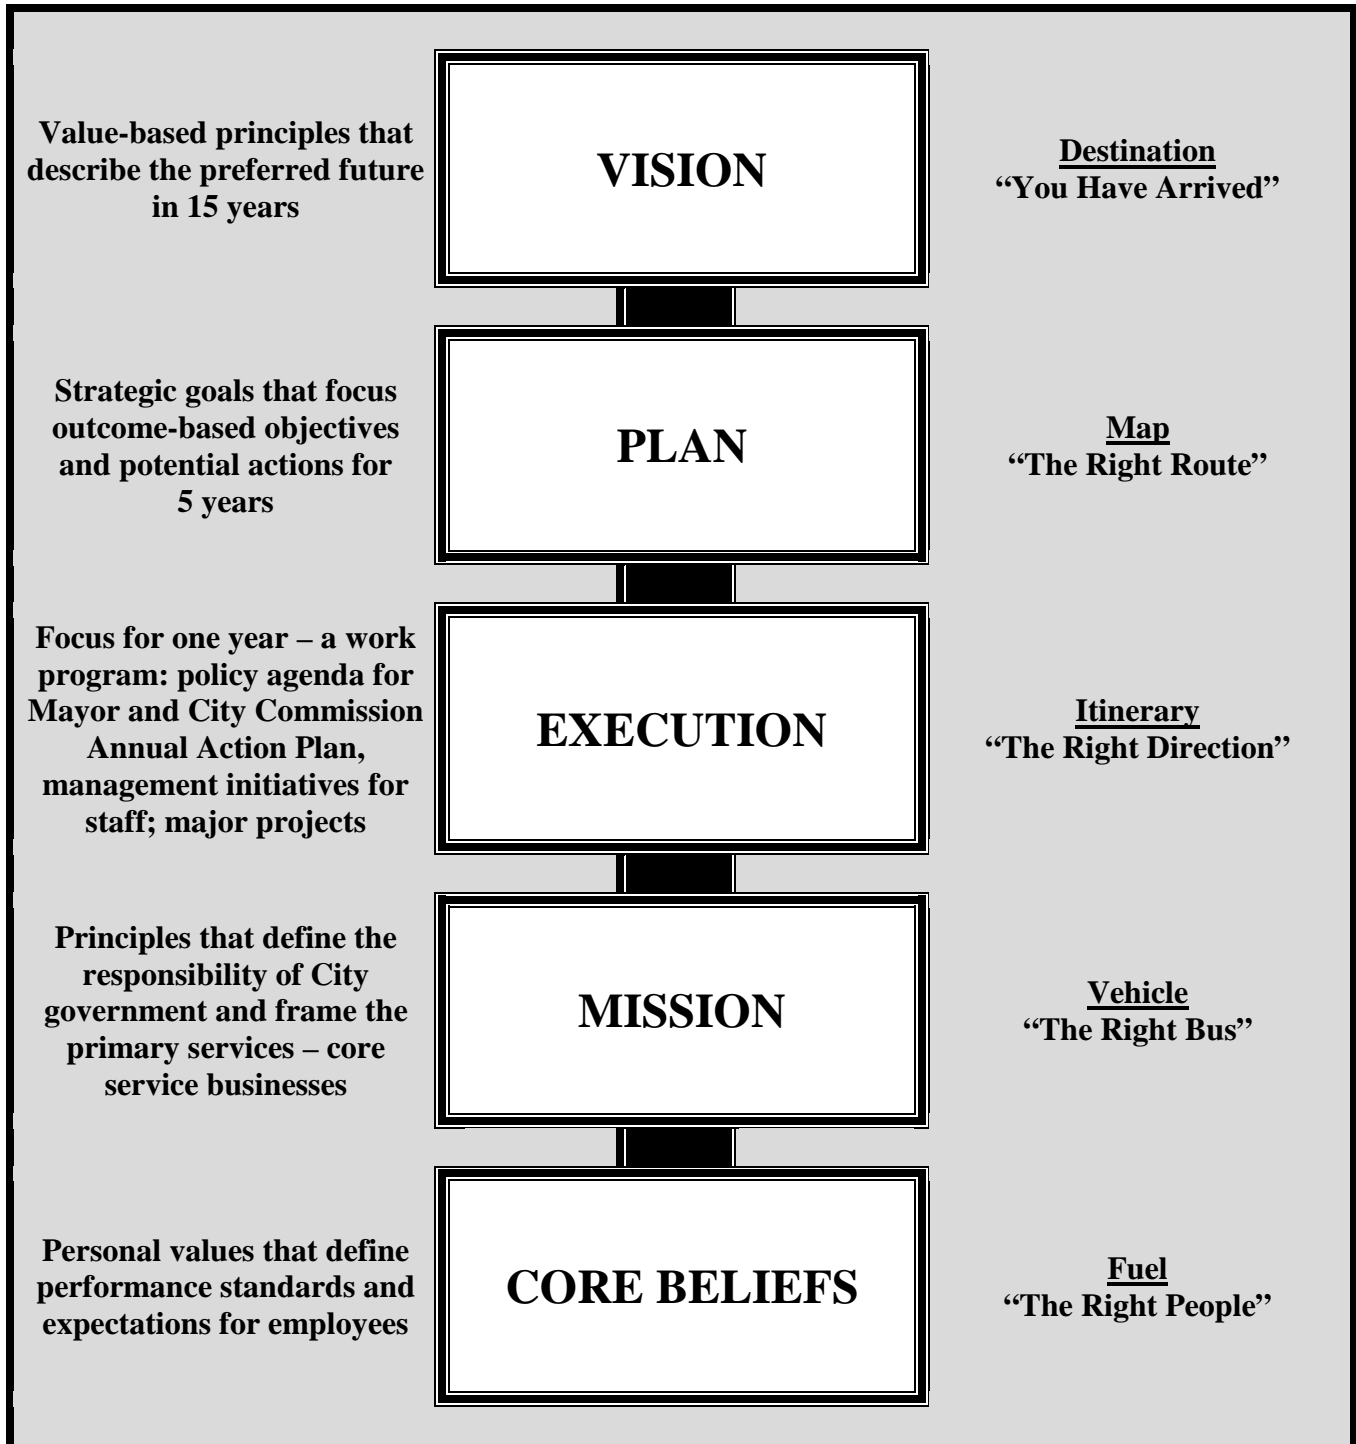 Value-based principles that
describe the preferred future
in 15 years
VISION
Destination
“You Have Arrived”
Strategic goals that focus
outcome-based objectives
and potential actions for
5 years
PLAN
Map
“The Right Route”
Focus for one year – a work
program: policy agenda for
Mayor and City Commission
Annual Action Plan,
management initiatives for
staff; major projects
EXECUTION
Itinerary
“The Right Direction”
Principles that define the
responsibility of City
government and frame the
primary services – core
service businesses
MISSION
Vehicle
“The Right Bus”
Personal values that define
performance standards and
expectations for employees
CORE BELIEFS
Fuel
“The Right People”